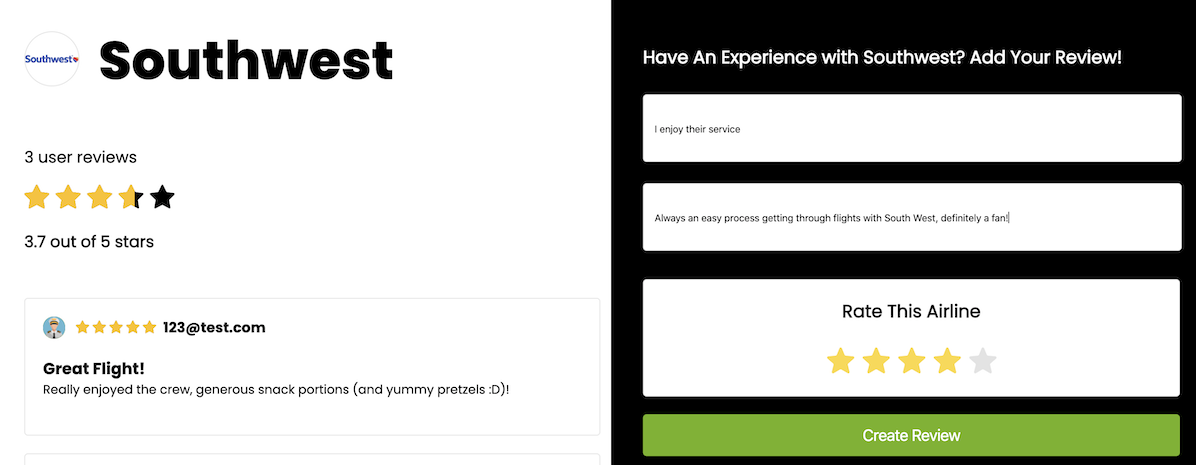 Southwest
Southwest
3 user reviews
3.7 out of 5 stars
123@test.com
Great Flight!
Really enjoyed the crew, generous snack portions (and yummy pretzels :D)!
Have An Experience with Southwest? Add Your Review!
I enjoy their service
Always an easy process getting through flights with South West, definitely a fan!
Rate This Airline
Create Review